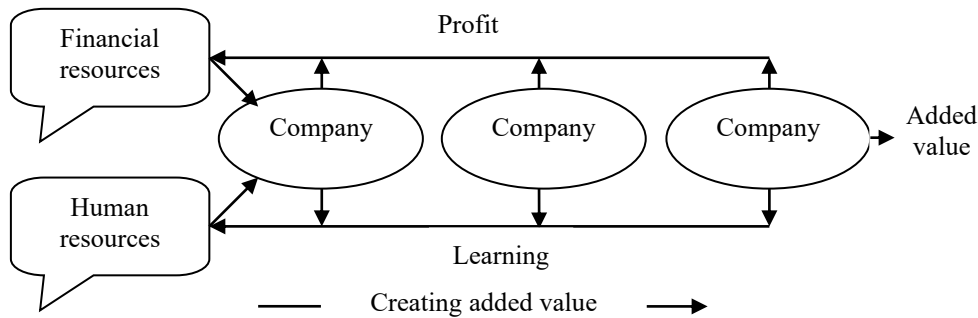 Profit
Financial
resources
Company
Company
Company
Added
value
Human
resources
Learning
Creating added value